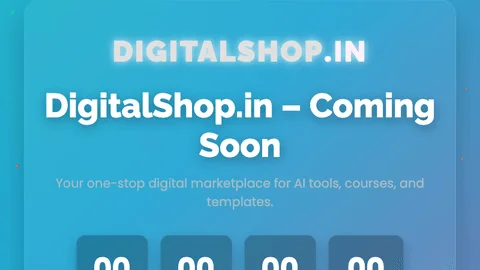 DIGITALSHOP.IN
DigitalShop.in – Coming
Soon
Your one-stop digital marketplace for AI tools, courses, and
templates.
00 00 00 00